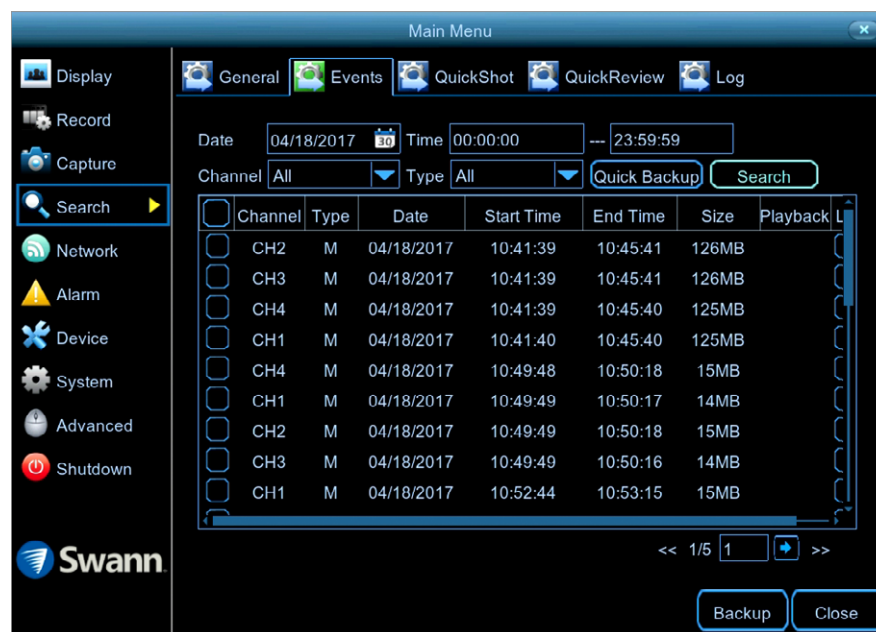 Main Menu
Display
Record
Capture
Search
Network
Alarm
Device
System
Advanced
Shutdown
Swann
General Events QuickShot QuickReview Log
Date 04/18/2017 30 Time 00:00:00 --- 23:59:59
Channel All Type All Quick Backup Search
Channel Type Date Start Time End Time Size Playback L
CH2 M 04/18/2017 10:41:39 10:45:41 126MB
CH3 M 04/18/2017 10:41:39 10:45:41 126MB
CH4 M 04/18/2017 10:41:39 10:45:40 125MB
CH1 M 04/18/2017 10:41:40 10:45:40 125MB
CH4 M 04/18/2017 10:49:48 10:50:18 15MB
CH1 M 04/18/2017 10:49:49 10:50:17 14MB
CH2 M 04/18/2017 10:49:49 10:50:18 15MB
CH3 M 04/18/2017 10:49:49 10:50:16 14MB
CH1 M 04/18/2017 10:52:44 10:53:15 15MB
<< 1/5 1 >>
Backup Close